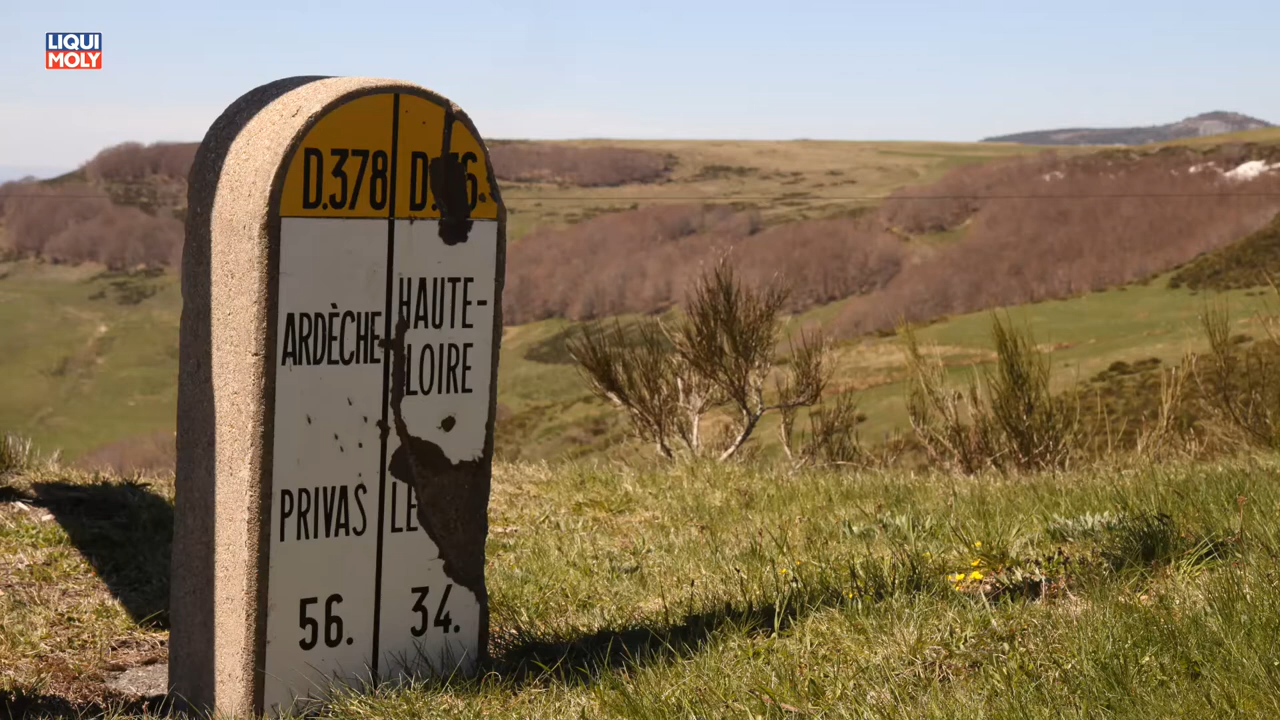 LIQUI
MOLY
D.378
ARDÈCHE
PRIVAS
56.
HAUTE-
LOIRE
LE
34.